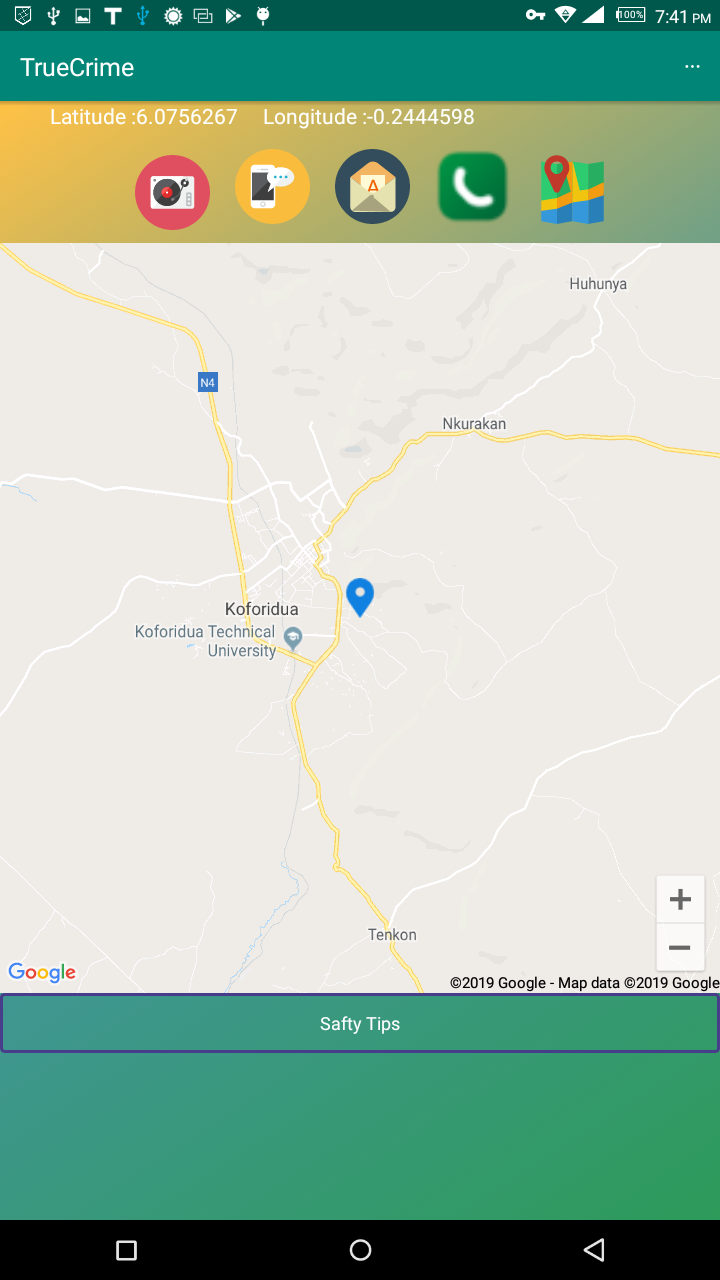 100%
7:41 PM
TrueCrime
Latitude :6.0756267 Longitude :-0.2444598
A
Huhunya
N4
Nkurakan
Koforidua
Koforidua Technical
University
Tenkon
+
−
Google
©2019 Google - Map data ©2019 Google
Safty Tips